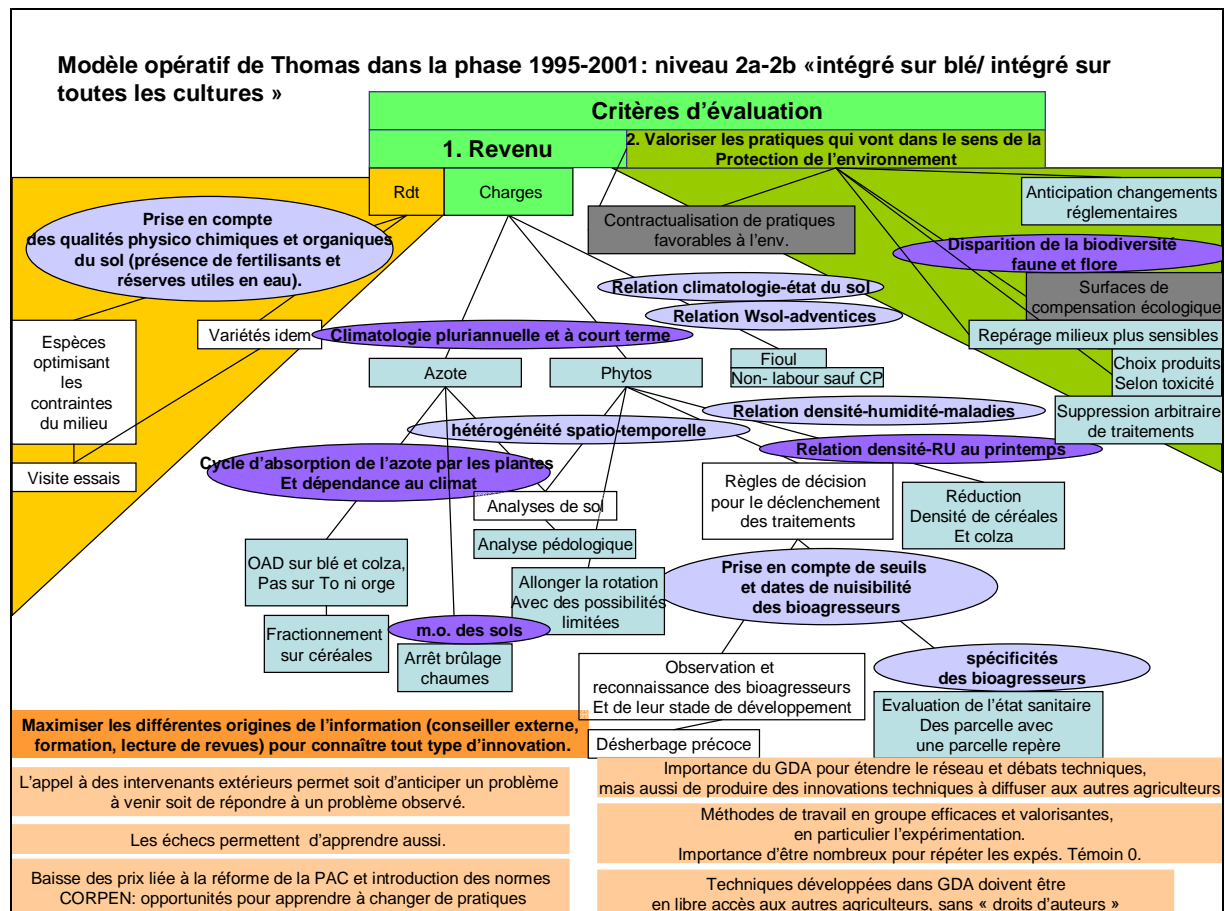 Modèle opératif de Thomas dans la phase 1995-2001: niveau 2a-2b «intégré sur blé/ intégré sur
toutes les cultures »
Critères d’évaluation
1. Revenu
2. Valoriser les pratiques qui vont dans le sens de la
Protection de l’environnement
Rdt
Charges
Anticipation changements
réglementaires
Prise en compte
des qualités physico chimiques et organiques
du sol (présence de fertilisants et
réserves utiles en eau).
Contractualisation de pratiques
favorables à l’env.
Disparition de la biodiversité
faune et flore
Relation climatologie-état du sol
Surfaces de
compensation écologique
Relation Wsol-adventices
Espèces
optimisant
les
contraintes
du milieu
Variétés idem
Climatologie pluriannuelle et à court terme
Repérage milieux plus sensibles
Azote
Phytos
Fioul
Non- labour sauf CP
Choix produits
Selon toxicité
Relation densité-humidité-maladies
Suppression arbitraire
de traitements
hétérogénéité spatio-temporelle
Relation densité-RU au printemps
Visite essais
Cycle d’absorption de l’azote par les plantes
Et dépendance au climat
Règles de décision
pour le déclenchement
des traitements
Réduction
Densité de céréales
Et colza
Analyses de sol
Analyse pédologique
OAD sur blé et colza,
Pas sur To ni orge
Allonger la rotation
Avec des possibilités
limitées
Prise en compte de seuils
et dates de nuisibilité
des bioagresseurs
Fractionnement
sur céréales
m.o. des sols
Arrêt brûlage
chaumes
Observation et
reconnaissance des bioagresseurs
Et de leur stade de développement
spécificités
des bioagresseurs
Evaluation de l’état sanitaire
Des parcelle avec
une parcelle repère
Désherbage précoce
Maximiser les différentes origines de l’information (conseiller externe,
formation, lecture de revues) pour connaître tout type d’innovation.
L’appel à des intervenants extérieurs permet soit d’anticiper un problème
à venir soit de répondre à un problème observé.
Les échecs permettent d’apprendre aussi.
Baisse des prix liée à la réforme de la PAC et introduction des normes
CORPEN: opportunités pour apprendre à changer de pratiques
Importance du GDA pour étendre le réseau et débats techniques,
mais aussi de produire des innovations techniques à diffuser aux autres agriculteurs
Méthodes de travail en groupe efficaces et valorisantes,
en particulier l’expérimentation.
Importance d’être nombreux pour répéter les expés. Témoin 0.
Techniques développées dans GDA doivent être
en libre accès aux autres agriculteurs, sans « droits d’auteurs »